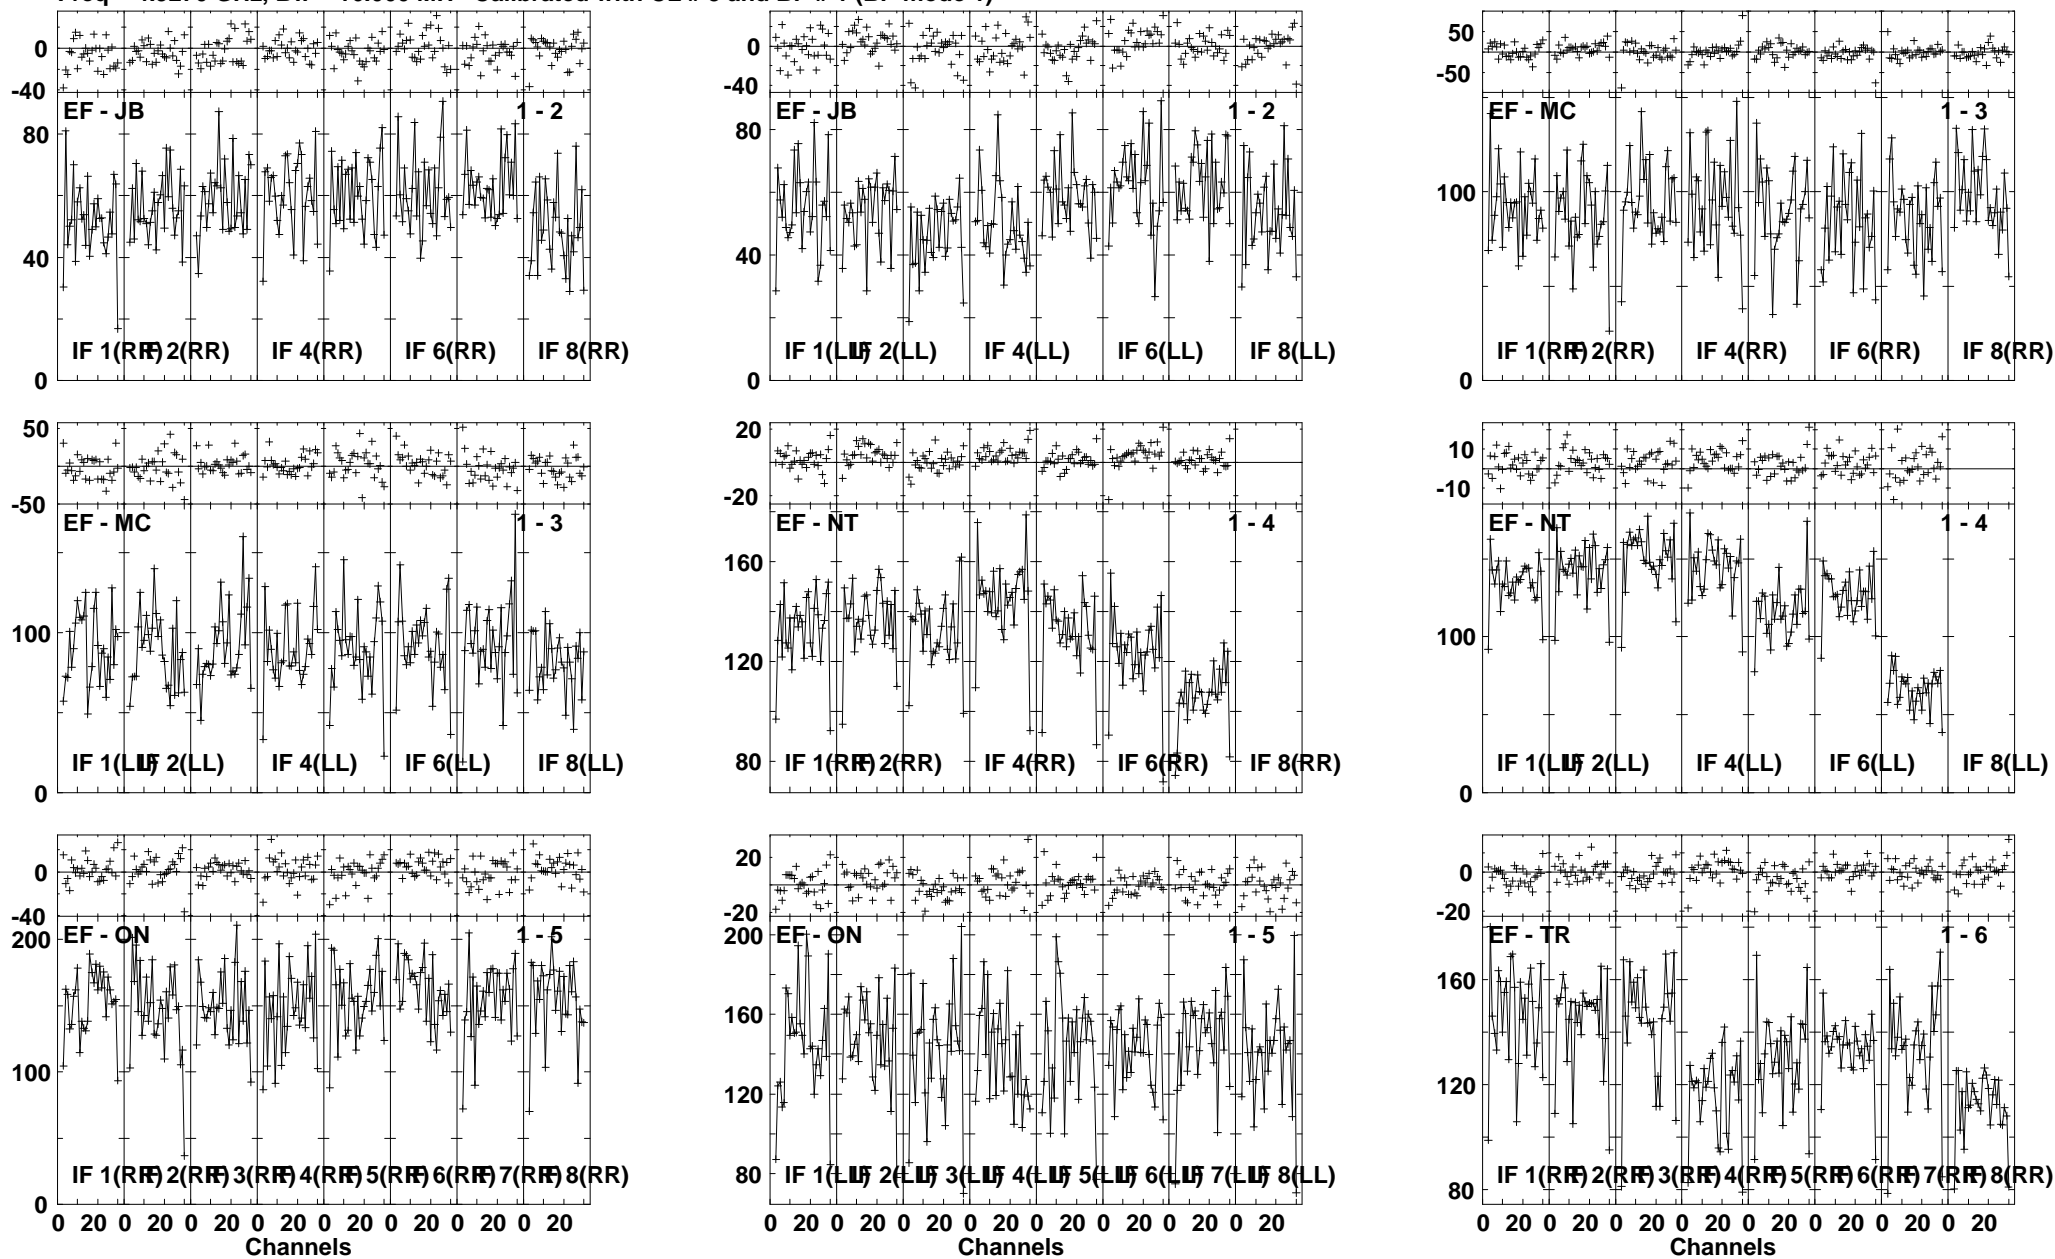 0
-40
EF - JB 1 - 2
80
40
IF 1(RR) IF 2(RR) IF 4(RR) IF 6(RR) IF 8(RR)
0
0
-40
EF - JB 1 - 2
80
40
IF 1(LL) IF 2(LL) IF 4(LL) IF 6(LL) IF 8(LL)
0
50
-50
EF - MC 1 - 3
100
IF 1(RR) IF 2(RR) IF 4(RR) IF 6(RR) IF 8(RR)
0
50
-50
EF - MC 1 - 3
100
IF 1(LL) IF 2(LL) IF 4(LL) IF 6(LL) IF 8(LL)
0
20
-20
EF - NT 1 - 4
160
120
80
IF 1(RR) IF 2(RR) IF 4(RR) IF 6(RR) IF 8(RR)
10
-10
EF - NT 1 - 4
100
IF 1(LL) IF 2(LL) IF 4(LL) IF 6(LL) IF 8(LL)
0
0
-40
EF - ON 1 - 5
200
100
IF 1(RR) IF 2(RR) IF 3(RR) IF 4(RR) IF 5(RR) IF 6(RR) IF 7(RR) IF 8(RR)
0
0 20 0 20 0 20 0 20 0 20 0 20 0 20 0 20
Channels
20
-20
EF - ON 1 - 5
200
160
120
80
IF 1(LL) IF 2(LL) IF 3(LL) IF 4(LL) IF 5(LL) IF 6(LL) IF 7(LL) IF 8(LL)
0 20 0 20 0 20 0 20 0 20 0 20 0 20 0 20
Channels
0
-20
EF - TR 1 - 6
160
120
80
IF 1(RR) IF 2(RR) IF 3(RR) IF 4(RR) IF 5(RR) IF 6(RR) IF 7(RR) IF 8(RR)
0 20 0 20 0 20 0 20 0 20 0 20 0 20 0 20
Channels